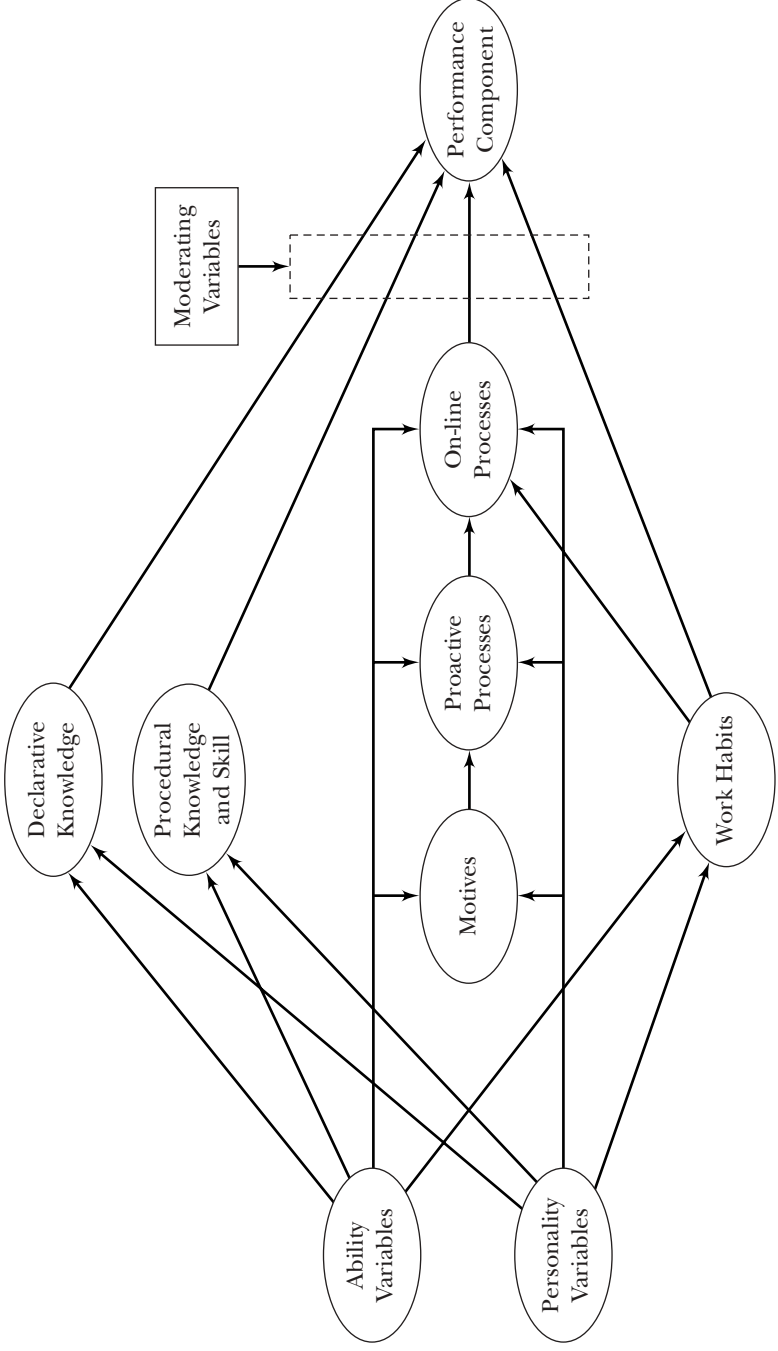 Ability
Variables
Personality
Variables
Declarative
Knowledge
Procedural
Knowledge
and Skill
Motives
Proactive
Processes
On-line
Processes
Work Habits
Moderating
Variables
Performance
Component